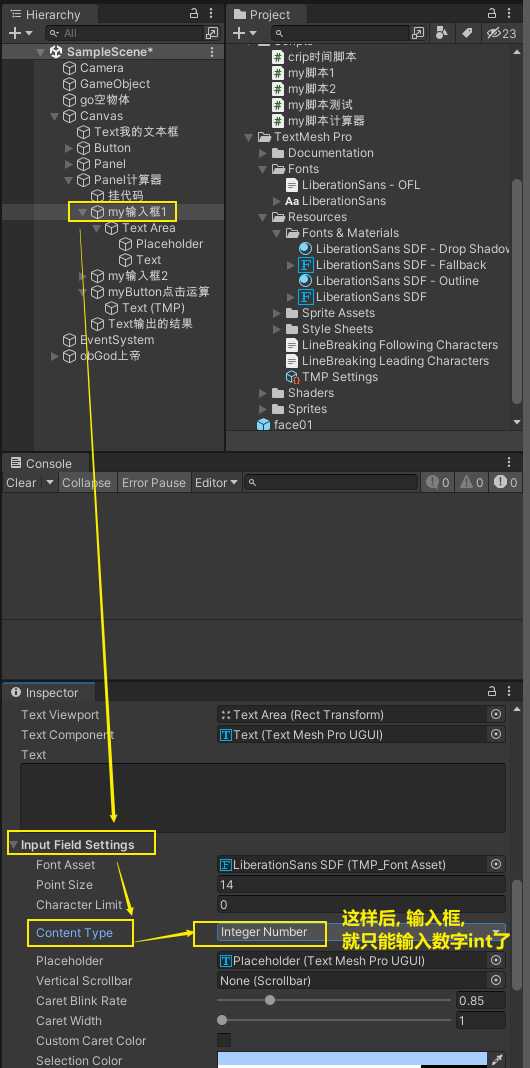 Hierarchy
All
SampleScene*
Camera
GameObject
go空物体
Canvas
Text我的文本框
Button
Panel
Panel计算器
挂代码
my输入框1
Text Area
Placeholder
Text
my输入框2
myButton点击运算
Text (TMP)
Text输出的结果
EventSystem
obGod上帝
Project
23
Scripts
crip时间脚本
my脚本1
my脚本2
my脚本测试
my脚本计算器
TextMesh Pro
Documentation
Fonts
LiberationSans - OFL
Aa LiberationSans
Resources
Fonts & Materials
LiberationSans SDF - Drop Shadow
LiberationSans SDF - Fallback
LiberationSans SDF - Outline
LiberationSans SDF
Sprite Assets
Style Sheets
LineBreaking Following Characters
LineBreaking Leading Characters
TMP Settings
Shaders
Sprites
face01
Console
Clear Collapse Error Pause Editor 0 0 0
Inspector
Text Viewport Text Area (Rect Transform)
Text Component Text (Text Mesh Pro UGUI)
Text
Input Field Settings
Font Asset LiberationSans SDF (TMP_Font Asset)
Point Size 14
Character Limit 0
Content Type Integer Number
这样后, 输入框,
就只能输入数字int了
Placeholder Placeholder (Text Mesh Pro UGUI)
Vertical Scrollbar None (Scrollbar)
Caret Blink Rate 0.85
Caret Width 1
Custom Caret Color
Selection Color